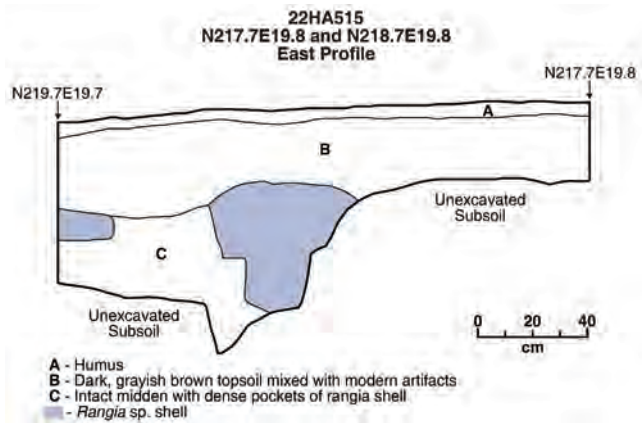 22HA515
N217.7E19.8 and N218.7E19.8
East Profile
N219.7E19.7
N217.7E19.8
A
B
C
Unexcavated
Subsoil
Unexcavated
Subsoil
0 20 40
cm
A - Humus
B - Dark, grayish brown topsoil mixed with modern artifacts
C - Intact midden with dense pockets of rangia shell
- Rangia sp. shell